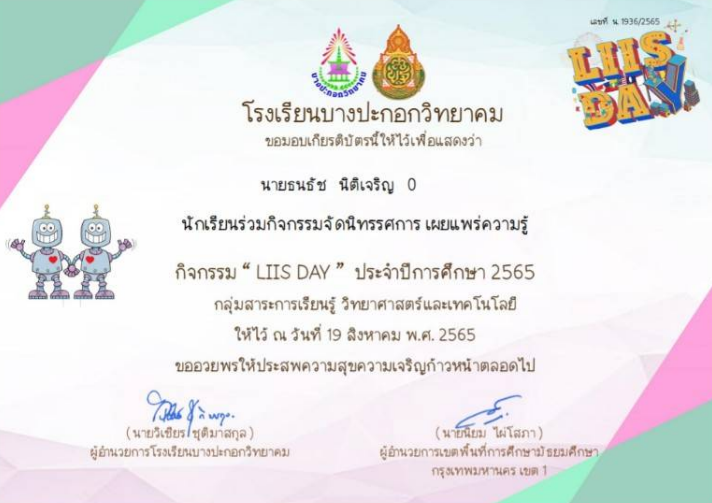 เลขที่ น. 1936/2565
LIIS
DAY
บางปะกอกวิทยาคม
โรงเรียนบางปะกอกวิทยาคม
ขอมอบเกียรติบัตรนี้ให้ไว้เพื่อแสดงว่า
นายธนธัช นิติเจริญ 0
นักเรียนร่วมกิจกรรมจัดนิทรรศการ เผยแพร่ความรู้
กิจกรรม “ LIIS DAY ” ประจำปีการศึกษา 2565
กลุ่มสาระการเรียนรู้ วิทยาศาสตร์และเทคโนโลยี
ให้ไว้ ณ วันที่ 19 สิงหาคม พ.ศ. 2565
ขออวยพรให้ประสพความสุขความเจริญก้าวหน้าตลอดไป
(นายวิเชียร ชุติมาสกุล)
ผู้อำนวยการโรงเรียนบางปะกอกวิทยาคม
(นายนิยม ไผ่โสภา)
ผู้อำนวยการเขตพื้นที่การศึกษามัธยมศึกษา
กรุงเทพมหานคร เขต 1